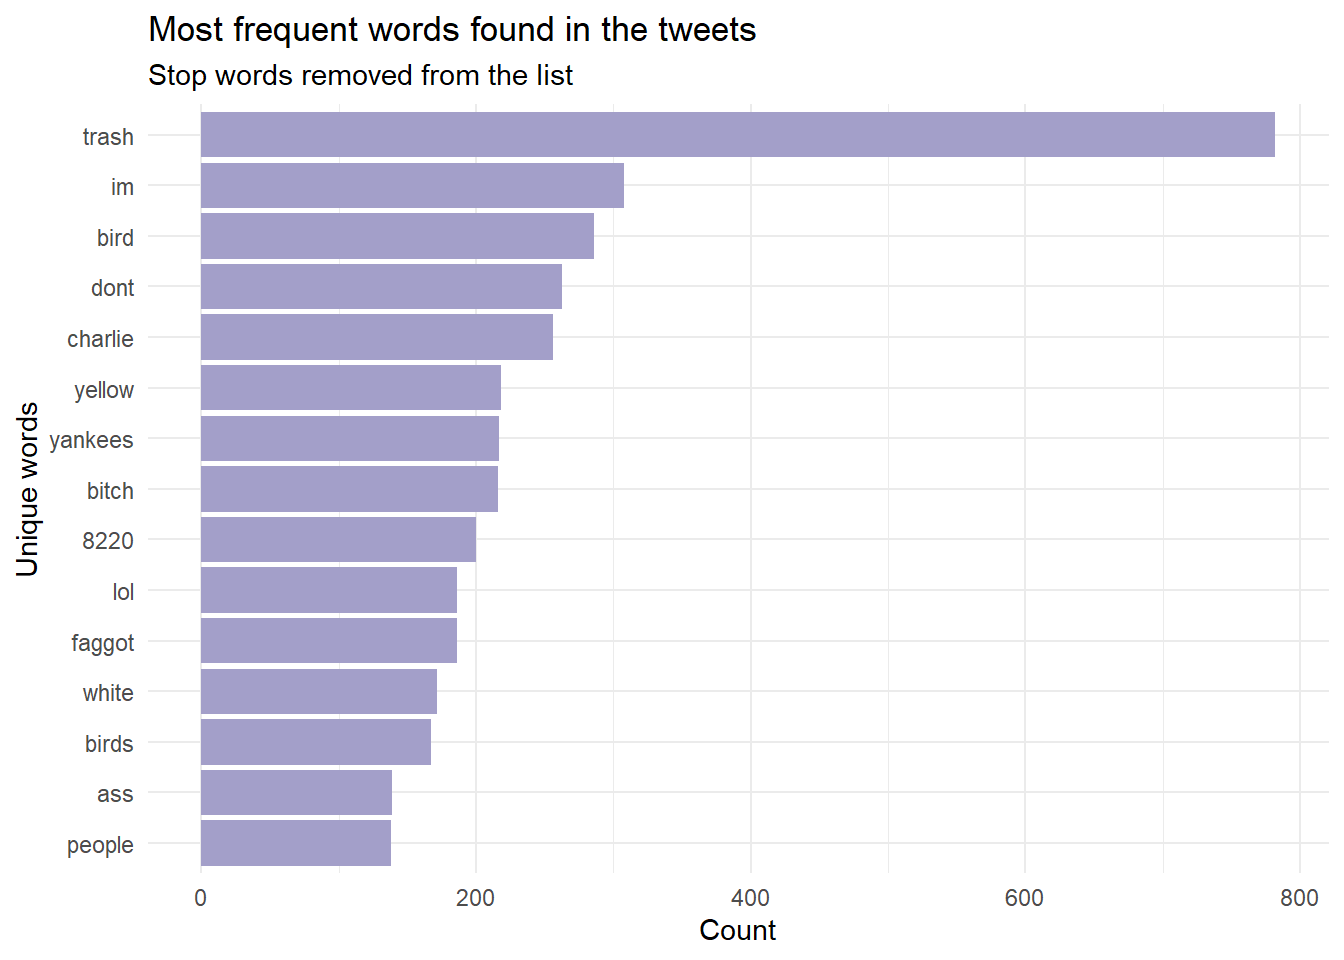 Most frequent words found in the tweets
Stop words removed from the list
trash
im
bird
dont
charlie
yellow
yankees
bitch
8220
lol
faggot
white
birds
ass
people
Unique words
0 200 400 600 800
Count